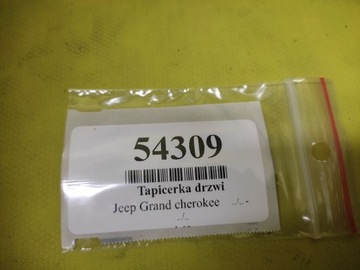 54309
Tapicerka drzwi
Jeep Grand cherokee ../.. -
../..